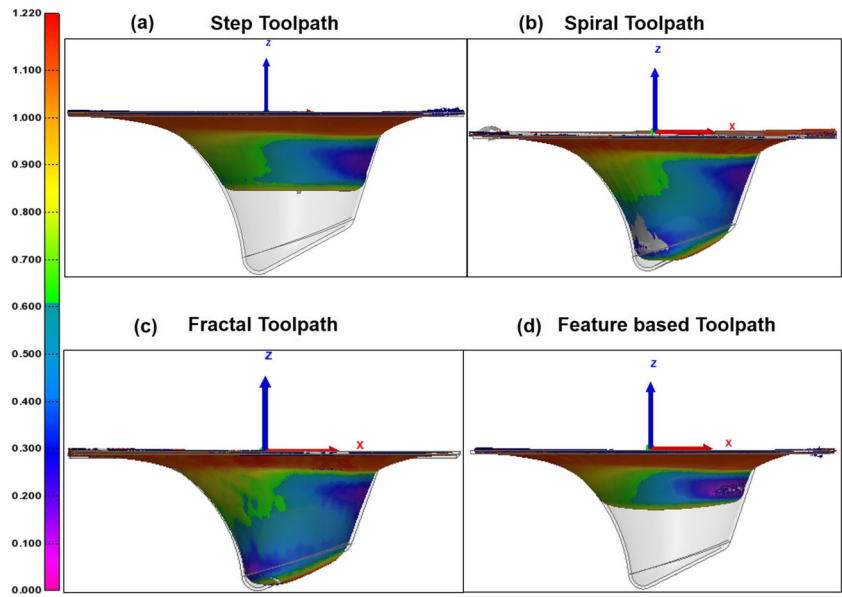 1.220
1.100
1.000
0.900
0.800
0.700
0.600
0.500
0.400
0.300
0.200
0.100
0.000
(a) Step Toolpath
z
(b) Spiral Toolpath
z
x
(c) Fractal Toolpath
z
x
(d) Feature based Toolpath
z
x